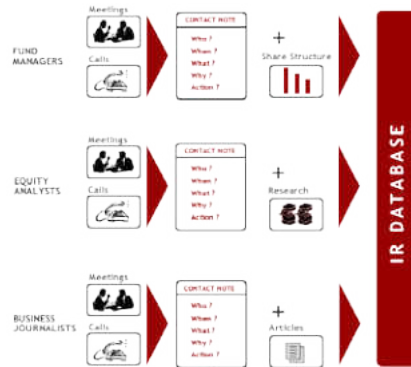 Meetings
FUND
MANAGERS
Calls
CONTACT NOTE
Who ?
When ?
What ?
Why ?
Action ?
+
Share Structure
Meetings
EQUITY
ANALYSTS
Calls
CONTACT NOTE
Who ?
When ?
What ?
Why ?
Action ?
+
Research
Meetings
BUSINESS
JOURNALISTS
Calls
CONTACT NOTE
Who ?
When ?
What ?
Why ?
Action ?
+
Articles
IR DATABASE